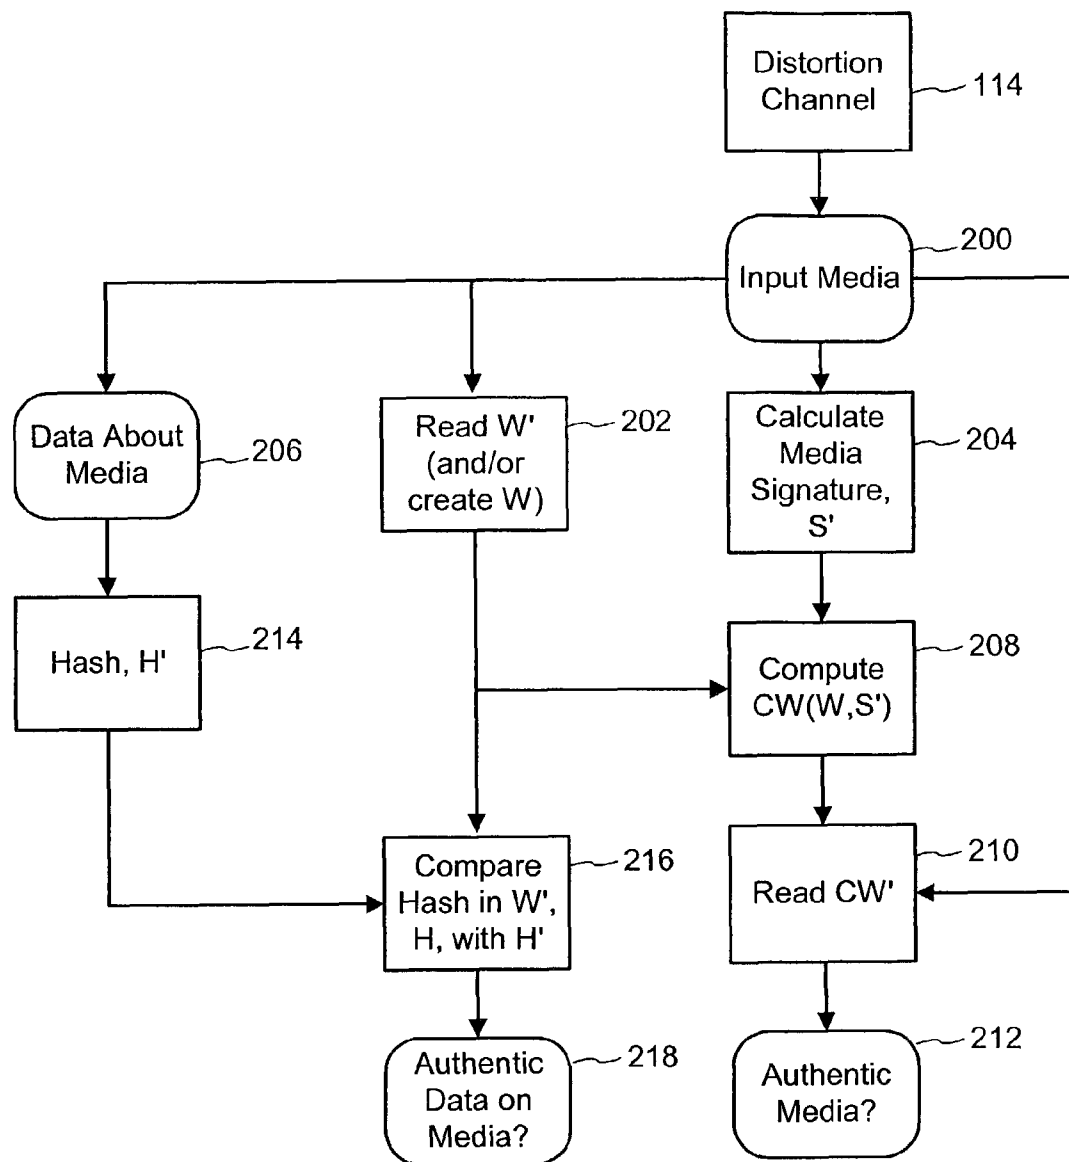 Distortion
Channel
114
200
Input Media
Data About
Media
206
Read W'
(and/or
create W)
202
Calculate
Media
Signature,
S'
204
Hash, H'
214
Compute
CW(W,S')
208
Compare
Hash in W',
H, with H'
216
Read CW'
210
Authentic
Data on
Media?
218
Authentic
Media?
212